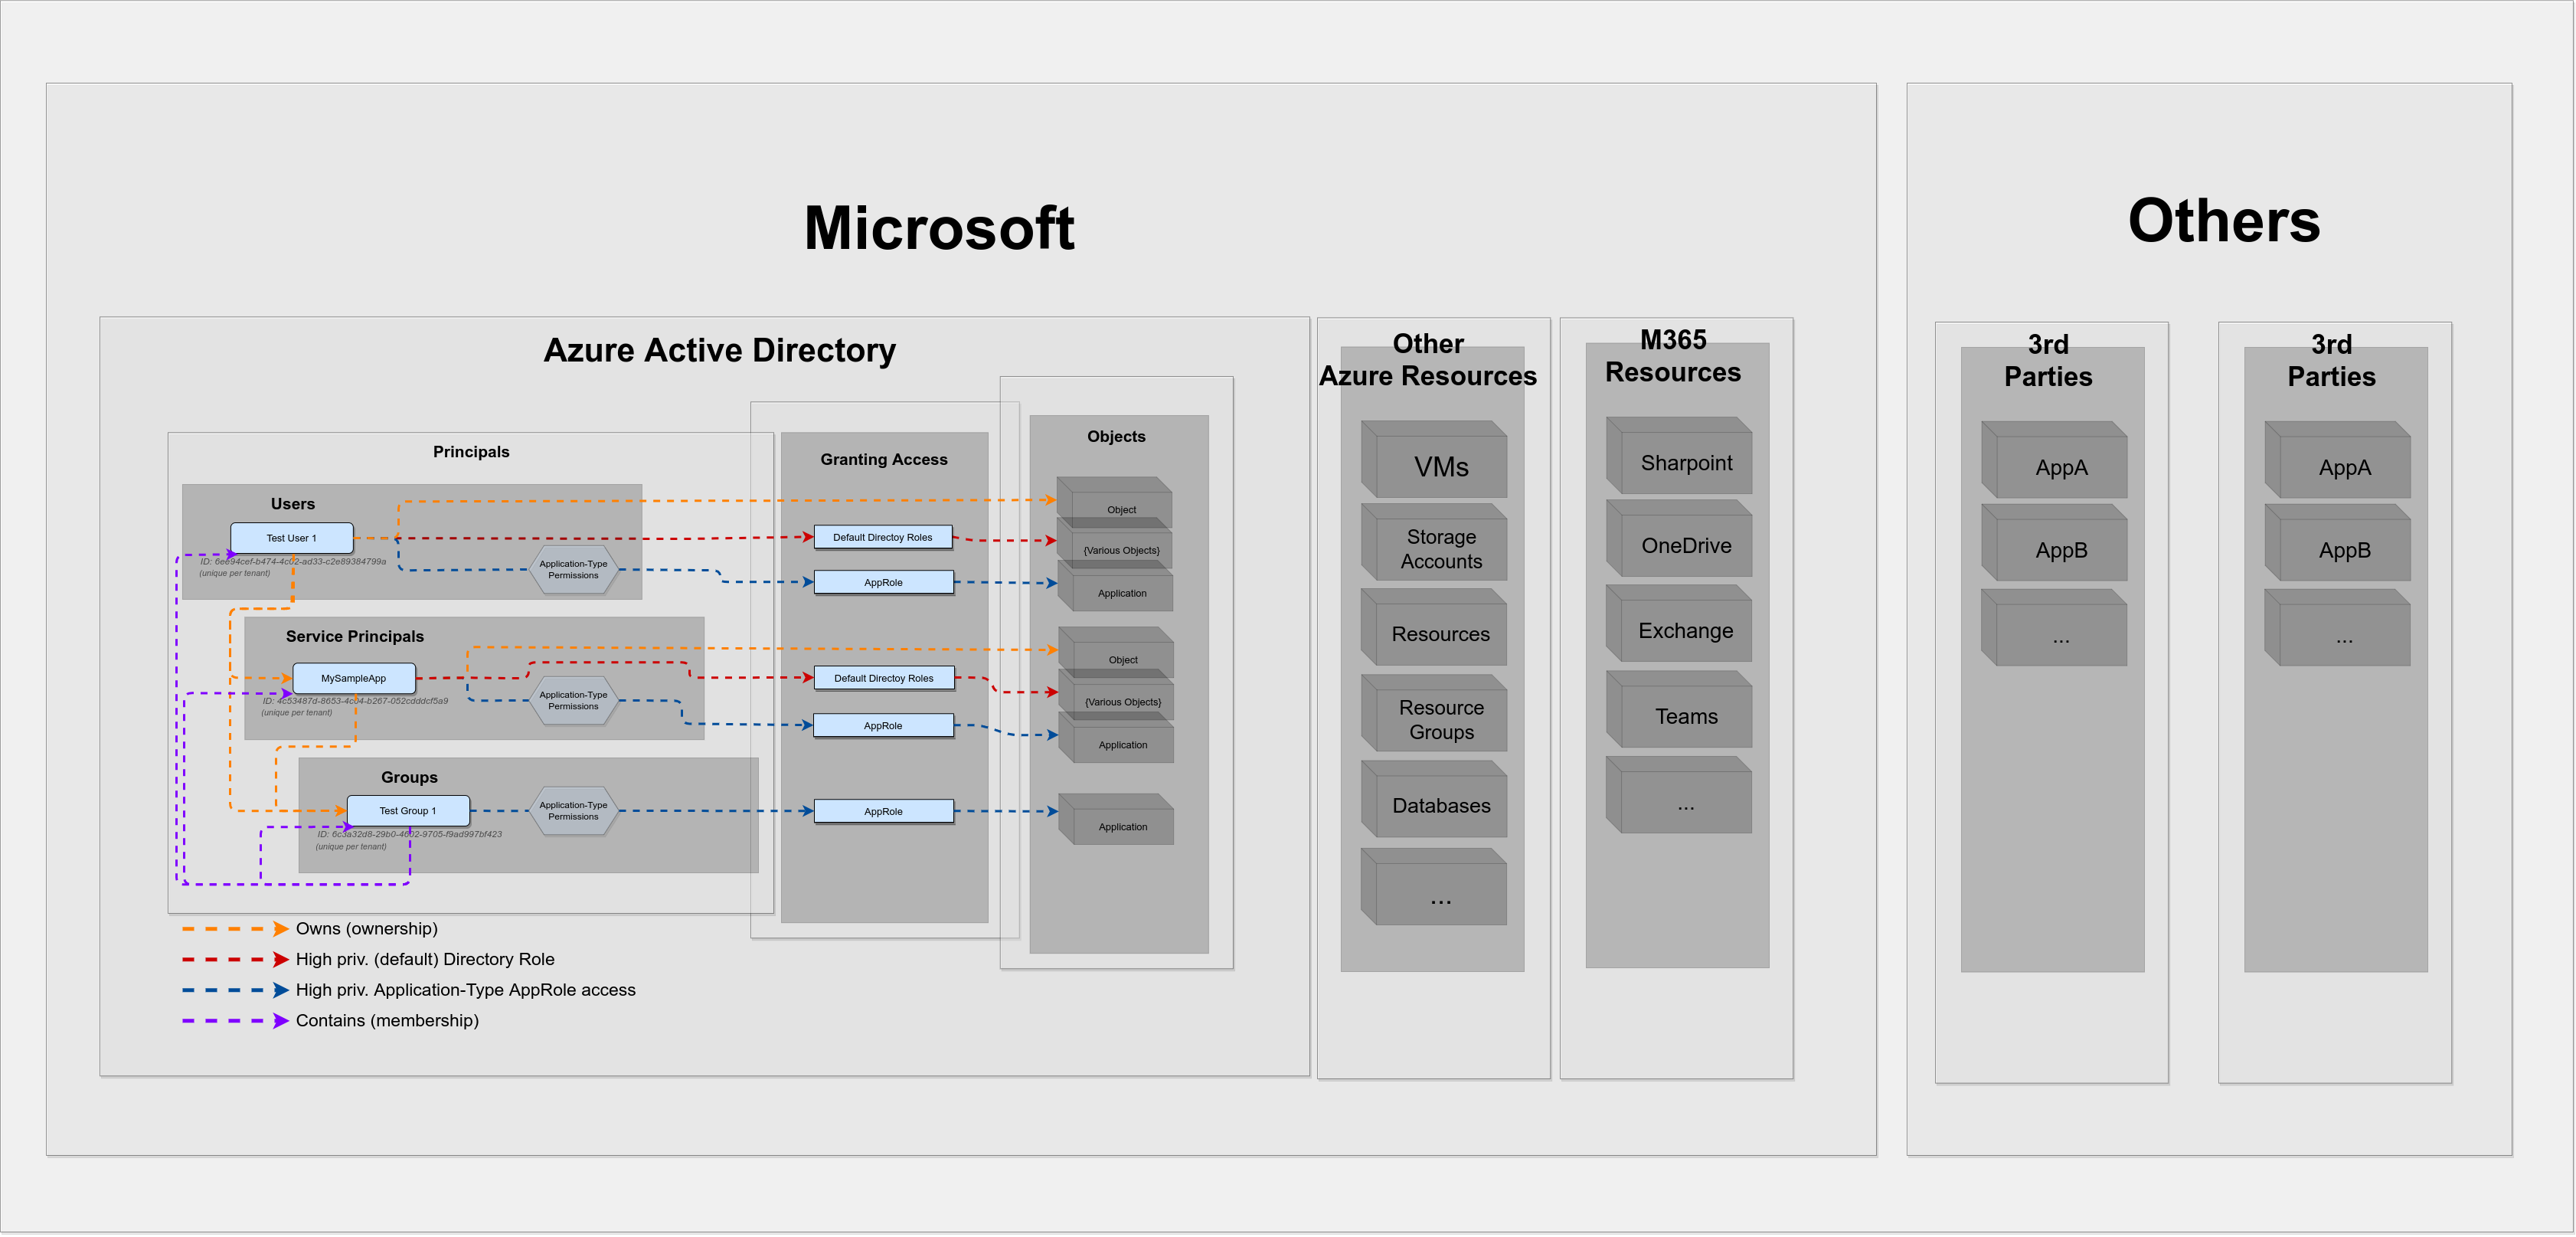 Microsoft
Others
Azure Active Directory
Principals
Users
Test User 1
ID: 6ee94cef-b474-4c02-ad33-c2e89384799a
(unique per tenant)
Application-Type
Permissions
Service Principals
MySampleApp
ID: 4c53487d-8653-4c04-b267-052cdddcf5a9
(unique per tenant)
Application-Type
Permissions
Groups
Test Group 1
ID: 6c3a32d8-29b0-4602-9705-f9ad997bf423
(unique per tenant)
Application-Type
Permissions
Granting Access
Default Directoy Roles
AppRole
Default Directoy Roles
AppRole
AppRole
Objects
Object
{Various Objects}
Application
Object
{Various Objects}
Application
Application
Owns (ownership)
High priv. (default) Directory Role
High priv. Application-Type AppRole access
Contains (membership)
Other
Azure Resources
VMs
Storage
Accounts
Resources
Resource
Groups
Databases
...
M365
Resources
Sharpoint
OneDrive
Exchange
Teams
...
3rd
Parties
AppA
AppB
...
3rd
Parties
AppA
AppB
...